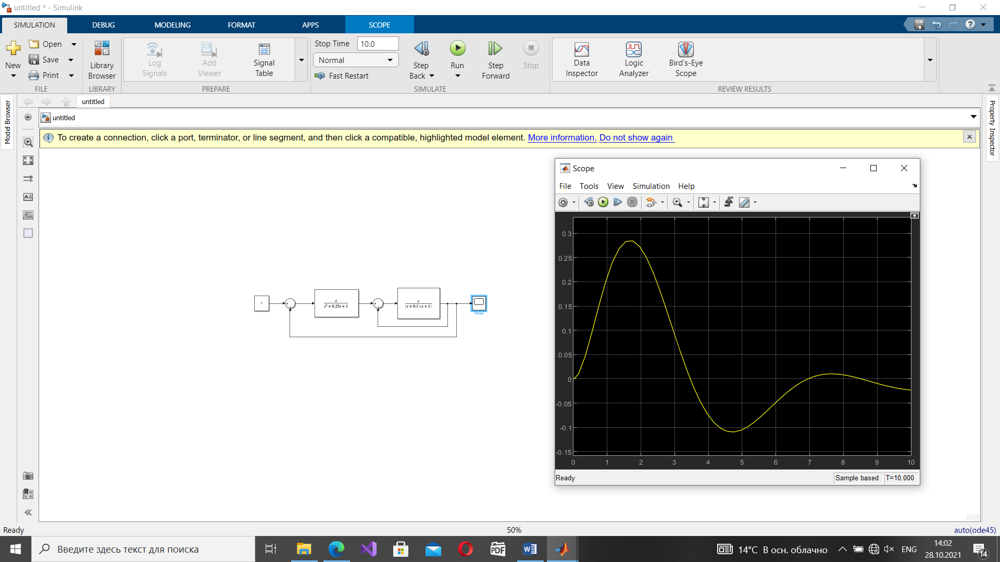 untitled * - Simulink
SIMULATION DEBUG MODELING FORMAT APPS SCOPE
New
Open
Save
Print
FILE
Library Browser
LIBRARY
Log Signals
Add Viewer
Signal Table
PREPARE
Stop Time 10.0
Normal
Fast Restart
Step Back
Run
Step Forward
Stop
SIMULATE
Data Inspector
Logic Analyzer
Bird's-Eye Scope
REVIEW RESULTS
Model Browser
untitled
untitled
Property Inspector
To create a connection, click a port, terminator, or line segment, and then click a compatible, highlighted model element. More information. Do not show again
1
s
s²+0.25s+1
s
(s+0.1)(s+1)
Scope
Scope
File Tools View Simulation Help
0.3
0.25
0.2
0.15
0.1
0.05
0
-0.05
-0.1
-0.15
0 1 2 3 4 5 6 7 8 9 10
Ready Sample based T=10.000
Ready 50% auto(ode45)
Введите здесь текст для поиска
PDF
14°C В осн. облачно
ENG
14:02
28.10.2021
14